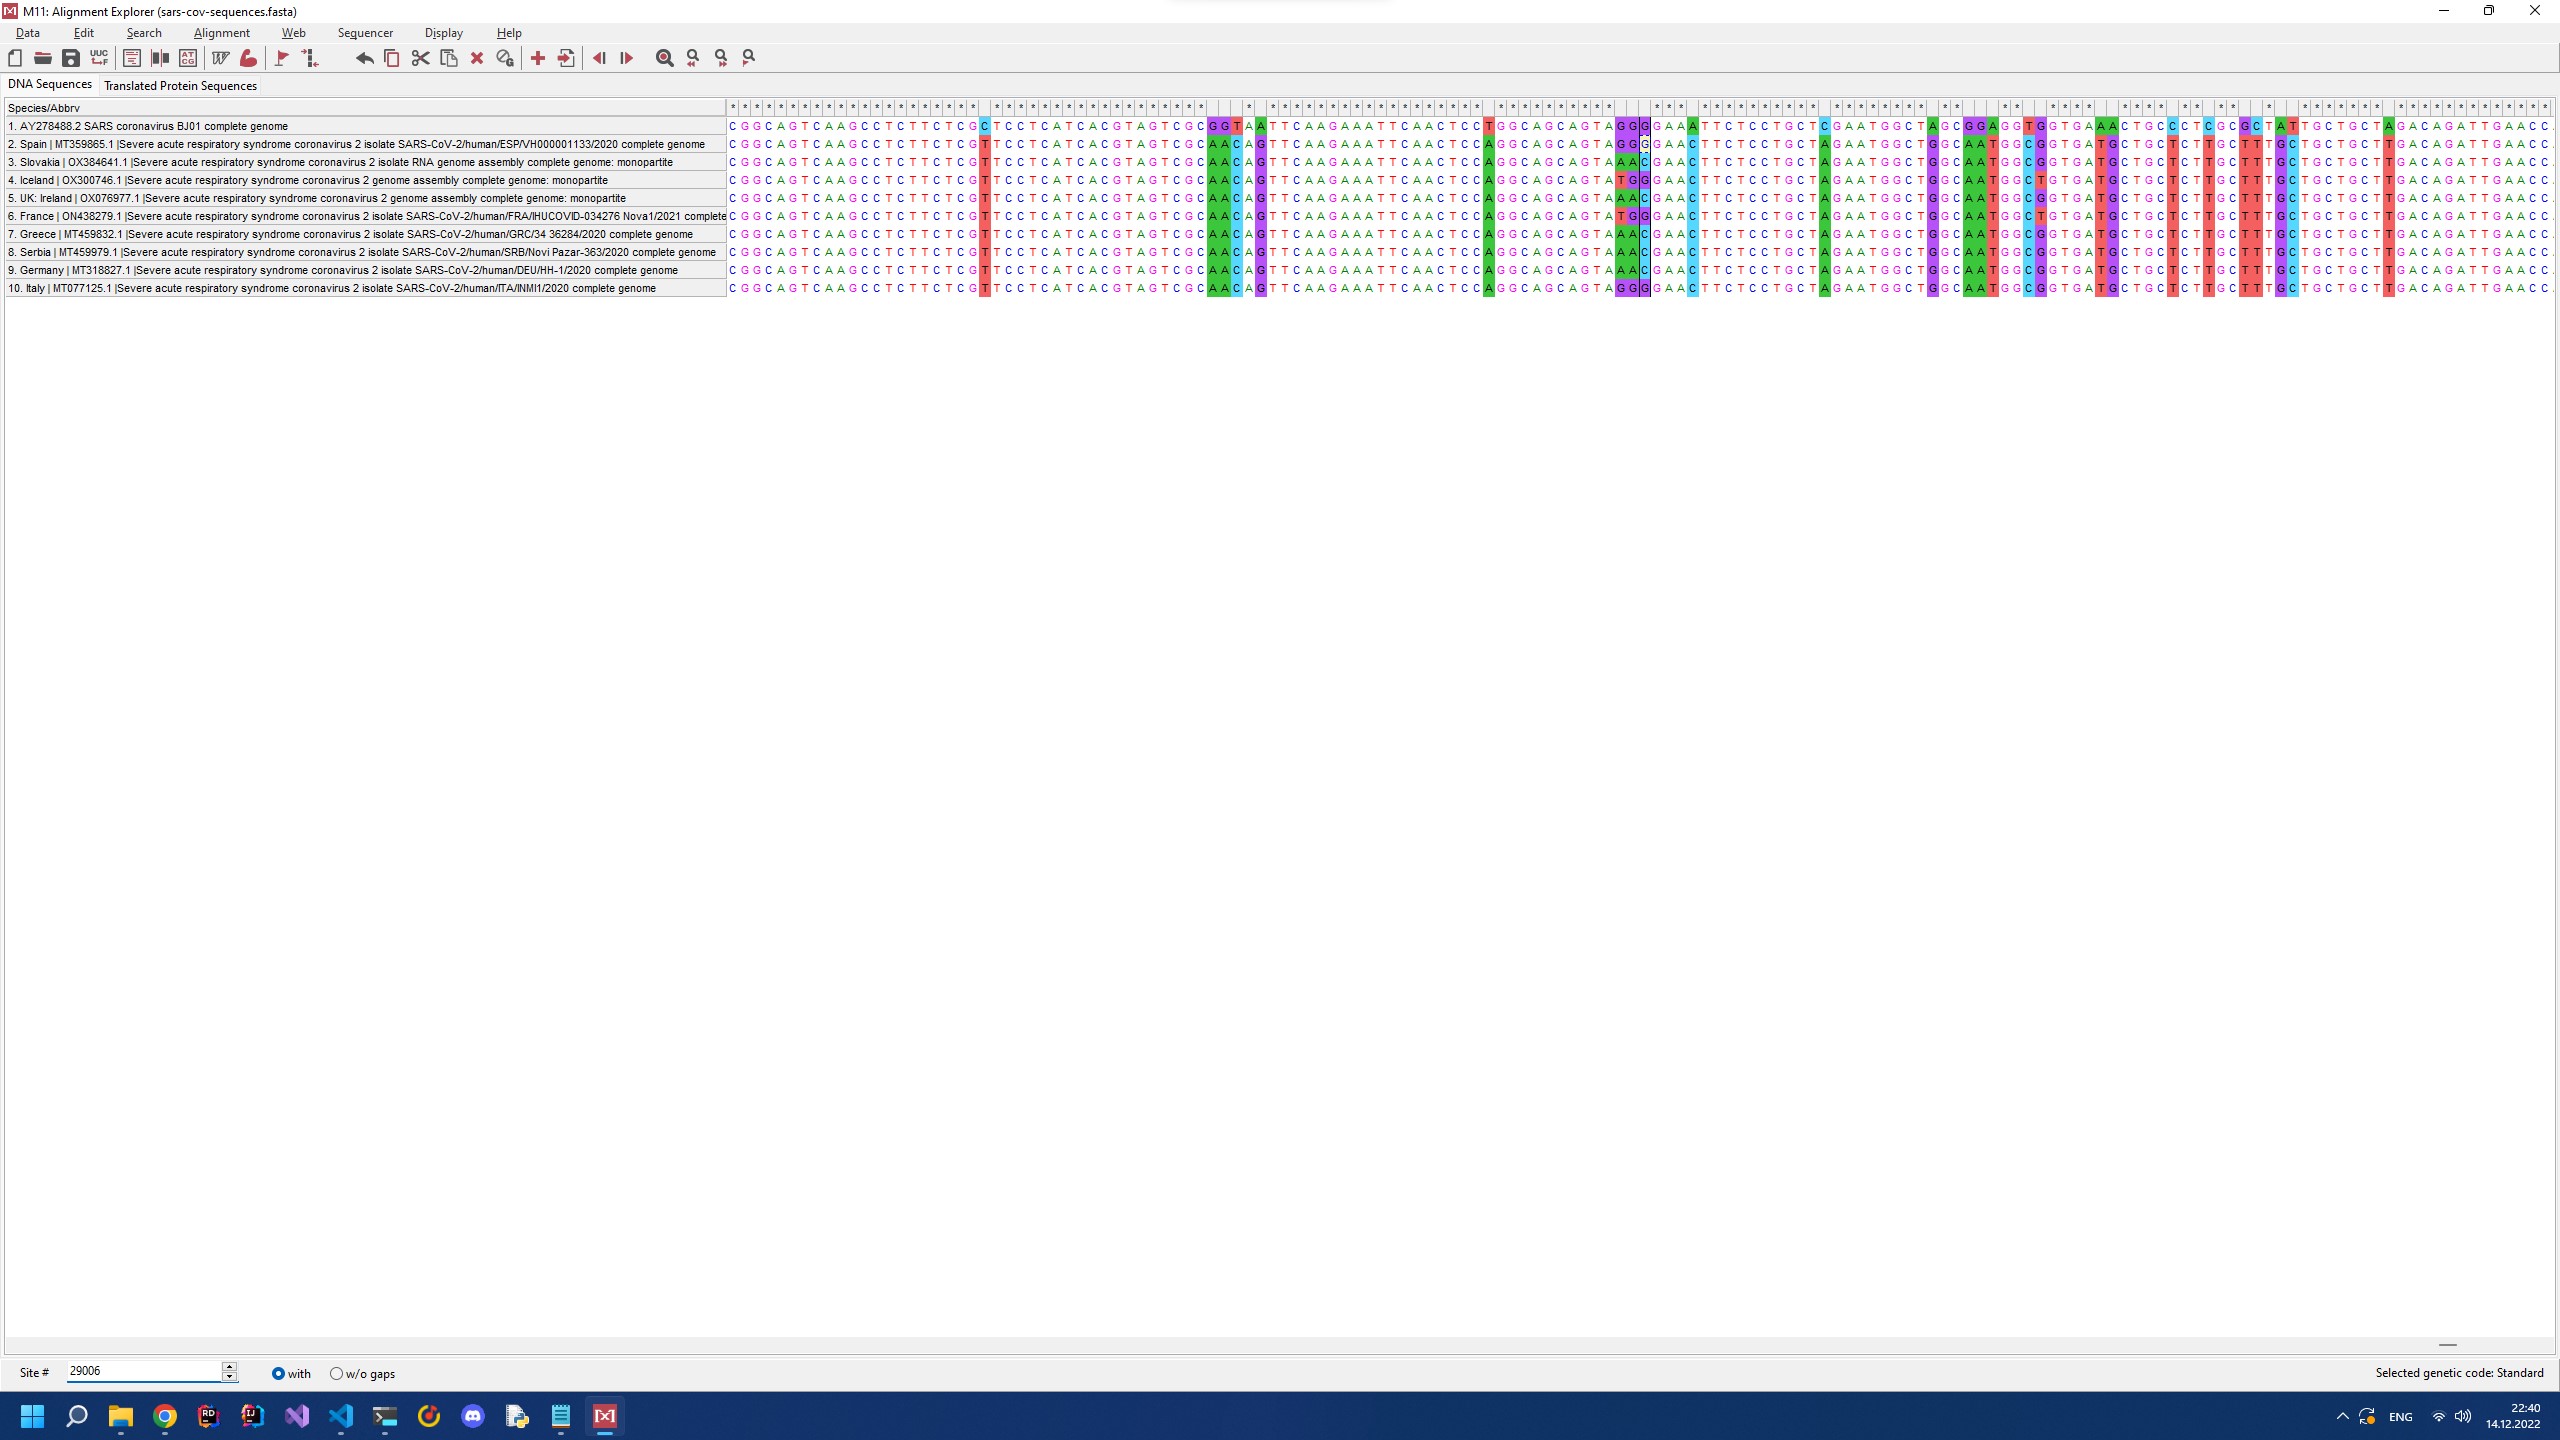 M11: Alignment Explorer (sars-cov-sequences.fasta)
Data Edit Search Alignment Web Sequencer Display Help
DNA Sequences Translated Protein Sequences
Species/Abbrv
1. AY278488.2 SARS coronavirus BJ01 complete genome CGGCAGTCAAGCCTCTTCTCGCTCCTCATCACGTAGTCGCGGTAATTCAAGAAATTCAACTCCTGGCAGCAGTAGGGGAAATTCTCCTGCTCGAATGGCTAGCGGAGGTGGTGAAACTGCCCTCGCGCTATTGCTGCTAGACAGATTGAACC
2. Spain | MT359865.1 |Severe acute respiratory syndrome coronavirus 2 isolate SARS-CoV-2/human/ESP/VH000001133/2020 complete genome CGGCAGTCAAGCCTCTTCTCGTTCCTCATCACGTAGTCGCAACAGTTCAAGAAATTCAACTCCAGGCAGCAGTAGGGGAACTTCTCCTGCTAGAATGGCTGGCAATGGCGGTGATGCTGCTCTTGCTTTGCTGCTGCTTGACAGATTGAACC
3. Slovakia | OX384641.1 |Severe acute respiratory syndrome coronavirus 2 isolate RNA genome assembly complete genome: monopartite CGGCAGTCAAGCCTCTTCTCGTTCCTCATCACGTAGTCGCAACAGTTCAAGAAATTCAACTCCAGGCAGCAGTAAACGAACTTCTCCTGCTAGAATGGCTGGCAATGGCGGTGATGCTGCTCTTGCTTTGCTGCTGCTTGACAGATTGAACC
4. Iceland | OX300746.1 |Severe acute respiratory syndrome coronavirus 2 genome assembly complete genome: monopartite CGGCAGTCAAGCCTCTTCTCGTTCCTCATCACGTAGTCGCAACAGTTCAAGAAATTCAACTCCAGGCAGCAGTATGGGAACTTCTCCTGCTAGAATGGCTGGCAATGGCTGTGATGCTGCTCTTGCTTTGCTGCTGCTTGACAGATTGAACC
5. UK: Ireland | OX076977.1 |Severe acute respiratory syndrome coronavirus 2 genome assembly complete genome: monopartite CGGCAGTCAAGCCTCTTCTCGTTCCTCATCACGTAGTCGCAACAGTTCAAGAAATTCAACTCCAGGCAGCAGTAAACGAACTTCTCCTGCTAGAATGGCTGGCAATGGCGGTGATGCTGCTCTTGCTTTGCTGCTGCTTGACAGATTGAACC
6. France | ON438279.1 |Severe acute respiratory syndrome coronavirus 2 isolate SARS-CoV-2/human/FRA/IHUCOVID-034276 Nova1/2021 complete CGGCAGTCAAGCCTCTTCTCGTTCCTCATCACGTAGTCGCAACAGTTCAAGAAATTCAACTCCAGGCAGCAGTATGGGAACTTCTCCTGCTAGAATGGCTGGCAATGGCTGTGATGCTGCTCTTGCTTTGCTGCTGCTTGACAGATTGAACC
7. Greece | MT459832.1 |Severe acute respiratory syndrome coronavirus 2 isolate SARS-CoV-2/human/GRC/34 36284/2020 complete genome CGGCAGTCAAGCCTCTTCTCGTTCCTCATCACGTAGTCGCAACAGTTCAAGAAATTCAACTCCAGGCAGCAGTAAACGAACTTCTCCTGCTAGAATGGCTGGCAATGGCGGTGATGCTGCTCTTGCTTTGCTGCTGCTTGACAGATTGAACC
8. Serbia | MT459979.1 |Severe acute respiratory syndrome coronavirus 2 isolate SARS-CoV-2/human/SRB/Novi Pazar-363/2020 complete genome CGGCAGTCAAGCCTCTTCTCGTTCCTCATCACGTAGTCGCAACAGTTCAAGAAATTCAACTCCAGGCAGCAGTAAACGAACTTCTCCTGCTAGAATGGCTGGCAATGGCGGTGATGCTGCTCTTGCTTTGCTGCTGCTTGACAGATTGAACC
9. Germany | MT318827.1 |Severe acute respiratory syndrome coronavirus 2 isolate SARS-CoV-2/human/DEU/HH-1/2020 complete genome CGGCAGTCAAGCCTCTTCTCGTTCCTCATCACGTAGTCGCAACAGTTCAAGAAATTCAACTCCAGGCAGCAGTAAACGAACTTCTCCTGCTAGAATGGCTGGCAATGGCGGTGATGCTGCTCTTGCTTTGCTGCTGCTTGACAGATTGAACC
10. Italy | MT077125.1 |Severe acute respiratory syndrome coronavirus 2 isolate SARS-CoV-2/human/ITA/INMI1/2020 complete genome CGGCAGTCAAGCCTCTTCTCGTTCCTCATCACGTAGTCGCAACAGTTCAAGAAATTCAACTCCAGGCAGCAGTAGGGGAACTTCTCCTGCTAGAATGGCTGGCAATGGCGGTGATGCTGCTCTTGCTTTGCTGCTGCTTGACAGATTGAACC
Site # 29006 with w/o gaps Selected genetic code: Standard
ENG 22:40
14.12.2022